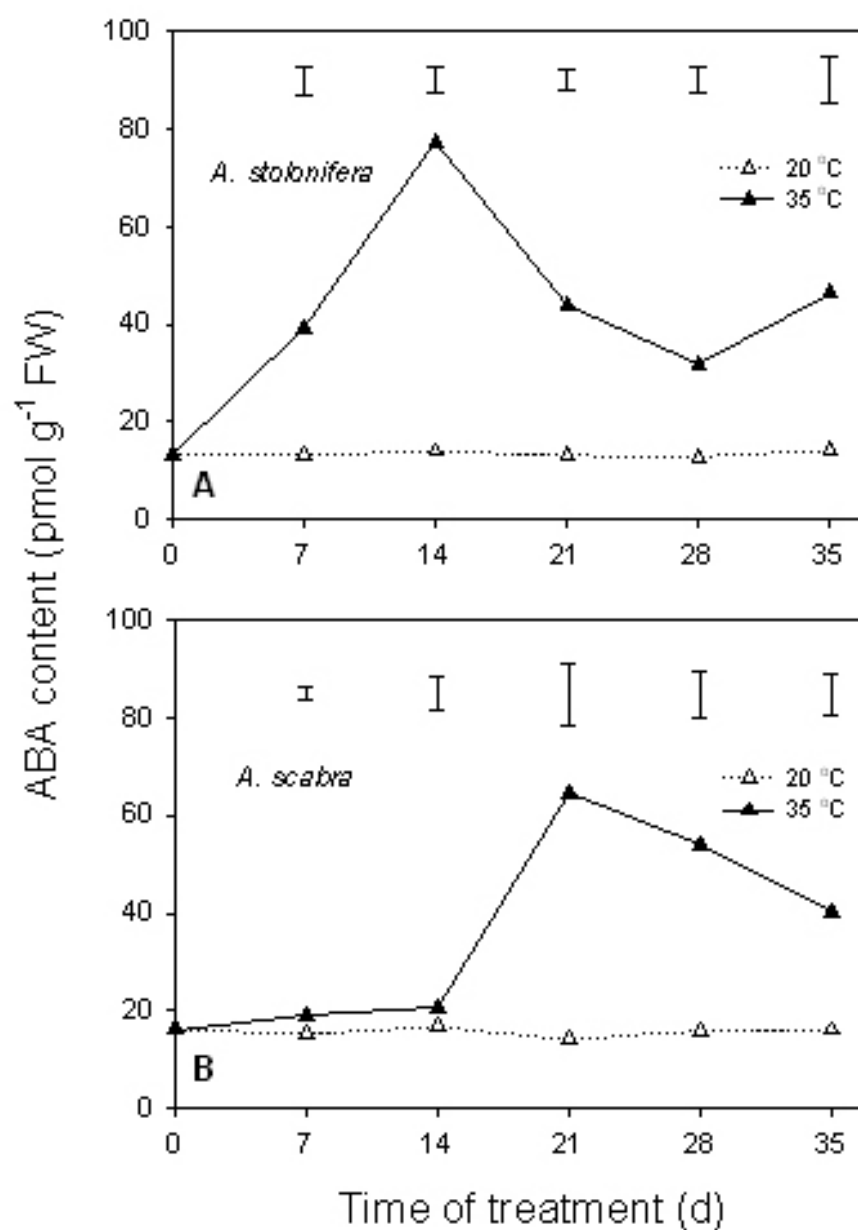 ABA content (pmol g⁻¹ FW)
100
80
60
40
20
0
A. stolonifera
20 °C
35 °C
A
0 7 14 21 28 35
100
80
60
40
20
0
A. scabra
20 °C
35 °C
B
0 7 14 21 28 35
Time of treatment (d)